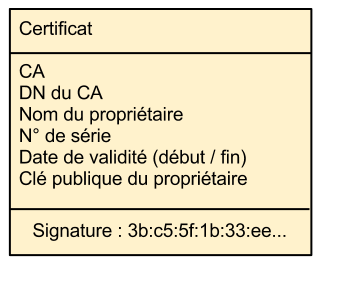 Certificat
CA
DN du CA
Nom du propriétaire
N° de série
Date de validité (début / fin)
Clé publique du propriétaire
Signature : 3b:c5:5f:1b:33:ee...